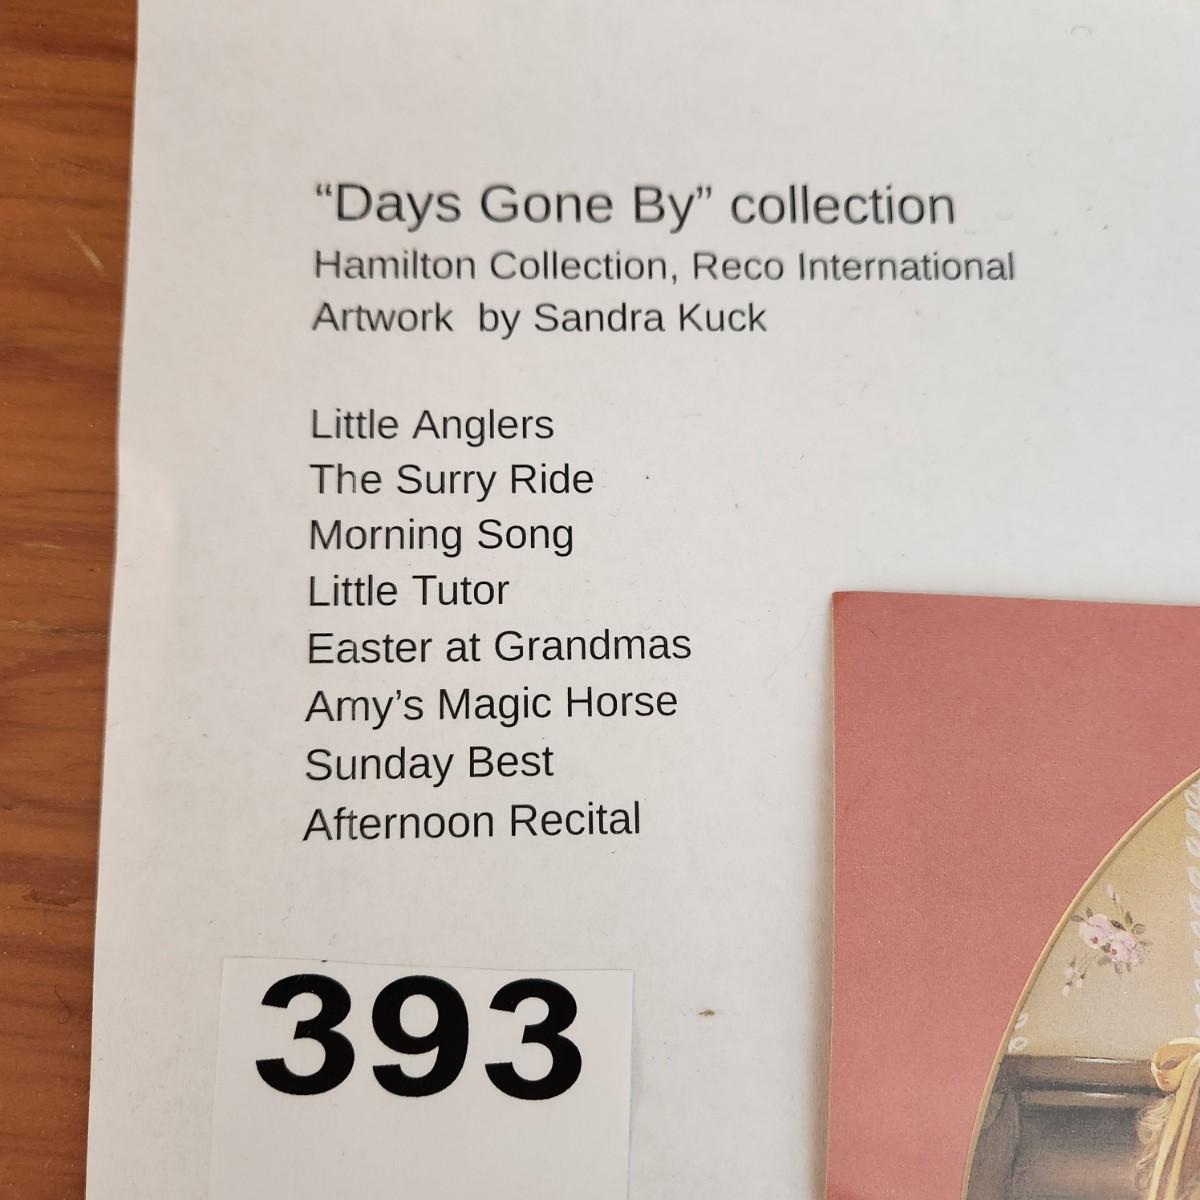 “Days Gone By” collection
Hamilton Collection, Reco International
Artwork  by Sandra Kuck
Little Anglers
The Surry Ride
Morning Song
Little Tutor
Easter at Grandmas
Amy’s Magic Horse
Sunday Best
Afternoon Recital
393